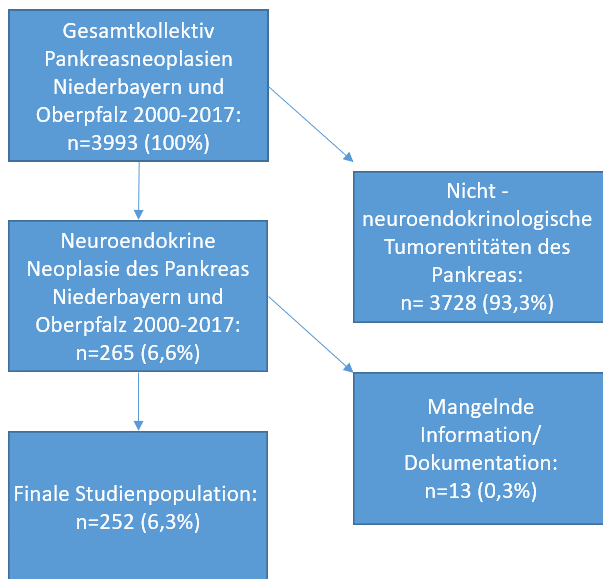 Gesamtkollektiv
Pankreasneoplasien
Niederbayern und
Oberpfalz 2000-2017:
n=3993 (100%)
Nicht -
neuroendokrinologische
Tumorentitäten des
Pankreas:
n= 3728 (93,3%)
Neuroendokrine
Neoplasie des Pankreas
Niederbayern und
Oberpfalz 2000-2017:
n=265 (6,6%)
Mangelnde
Information/
Dokumentation:
n=13 (0,3%)
Finale Studienpopulation:
n=252 (6,3%)